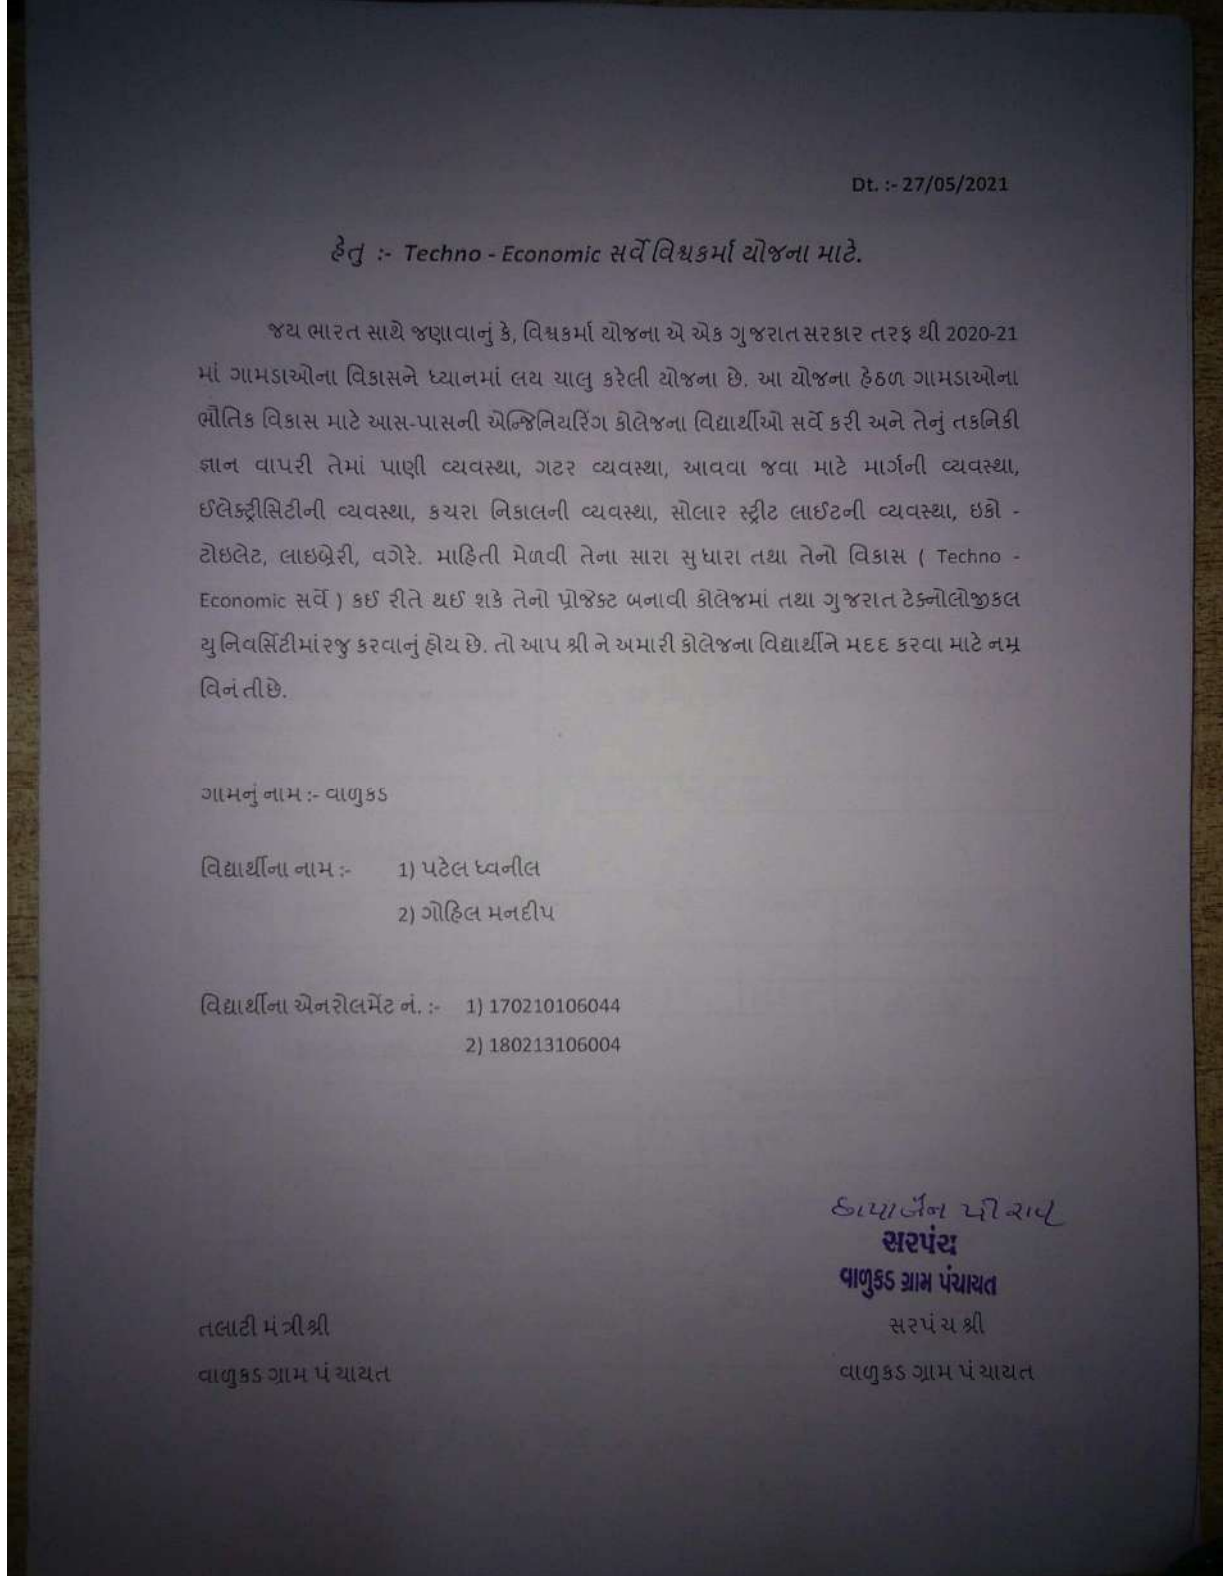 Dt. :- 27/05/2021
હેતુ :- Techno - Economic સર્વે વિશ્વકર્મા યોજના માટે.
જય ભારત સાથે જણાવાનું કે, વિશ્વકર્મા યોજના એ એક ગુજરાત સરકાર તરફ થી 2020-21
માં ગામડાઓના વિકાસને ધ્યાનમાં લય ચાલુ કરેલી યોજના છે. આ યોજના હેઠળ ગામડાઓના
ભૌતિક વિકાસ માટે આસ-પાસની એન્જિનિયરિંગ કોલેજના વિદ્યાર્થીઓ સર્વે કરી અને તેનું તકનિકી
જ્ઞાન વાપરી તેમાં પાણી વ્યવસ્થા, ગટર વ્યવસ્થા, આવવા જવા માટે માર્ગની વ્યવસ્થા,
ઈલેક્ટ્રીસિટીની વ્યવસ્થા, કચરા નિકાલની વ્યવસ્થા, સોલાર સ્ટ્રીટ લાઈટની વ્યવસ્થા, ઇકો -
ટોઇલેટ, લાઇબ્રેરી, વગેરે. માહિતી મેળવી તેના સારા સુધારા તથા તેનો વિકાસ ( Techno -
Economic સર્વે ) કઈ રીતે થઈ શકે તેનો પ્રોજેક્ટ બનાવી કોલેજમાં તથા ગુજરાત ટેક્નોલોજીકલ
યુનિવર્સિટીમાં રજુ કરવાનું હોય છે. તો આપ શ્રી ને અમારી કોલેજના વિદ્યાર્થીને મદદ કરવા માટે નમ્ર
વિનંતી છે.
ગામનું નામ :- વાળુકડ
વિદ્યાર્થીના નામ :- 1) પટેલ ધ્વનીલ
2) ગોહિલ મનદીપ
વિદ્યાર્થીના એનરોલમેંટ નં. :- 1) 170210106044
2) 180213106004
સરપંચ
વાળુકડ ગ્રામ પંચાયત
તલાટી મંત્રીશ્રી સરપંચ શ્રી
વાળુકડ ગ્રામ પંચાયત વાળુકડ ગ્રામ પંચાયત